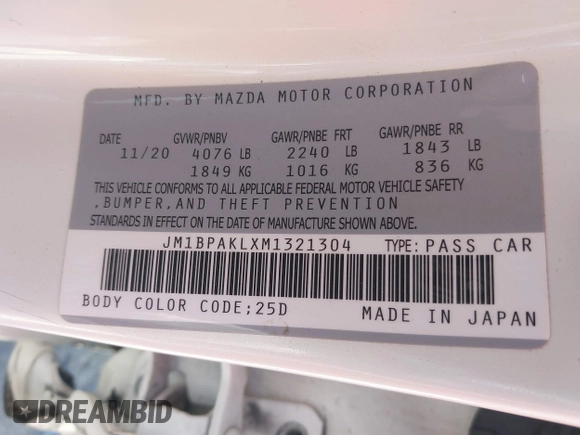 MFD. BY MAZDA MOTOR CORPORATION
DATE GVWR/PNBV GAWR/PNBE FRT GAWR/PNBE RR
11/20 4076 LB 2240 LB 1843 LB
1849 KG 1016 KG 836 KG
THIS VEHICLE CONFORMS TO ALL APPLICABLE FEDERAL MOTOR VEHICLE SAFETY
,BUMPER,AND THEFT PREVENTION
STANDARDS IN EFFECT ON THE DATE OF MANUFACTURE SHOWN ABOVE.
JM1BPAKLXM1321304 TYPE: PASS CAR
BODY COLOR CODE;25D MADE IN JAPAN
DREAMBID